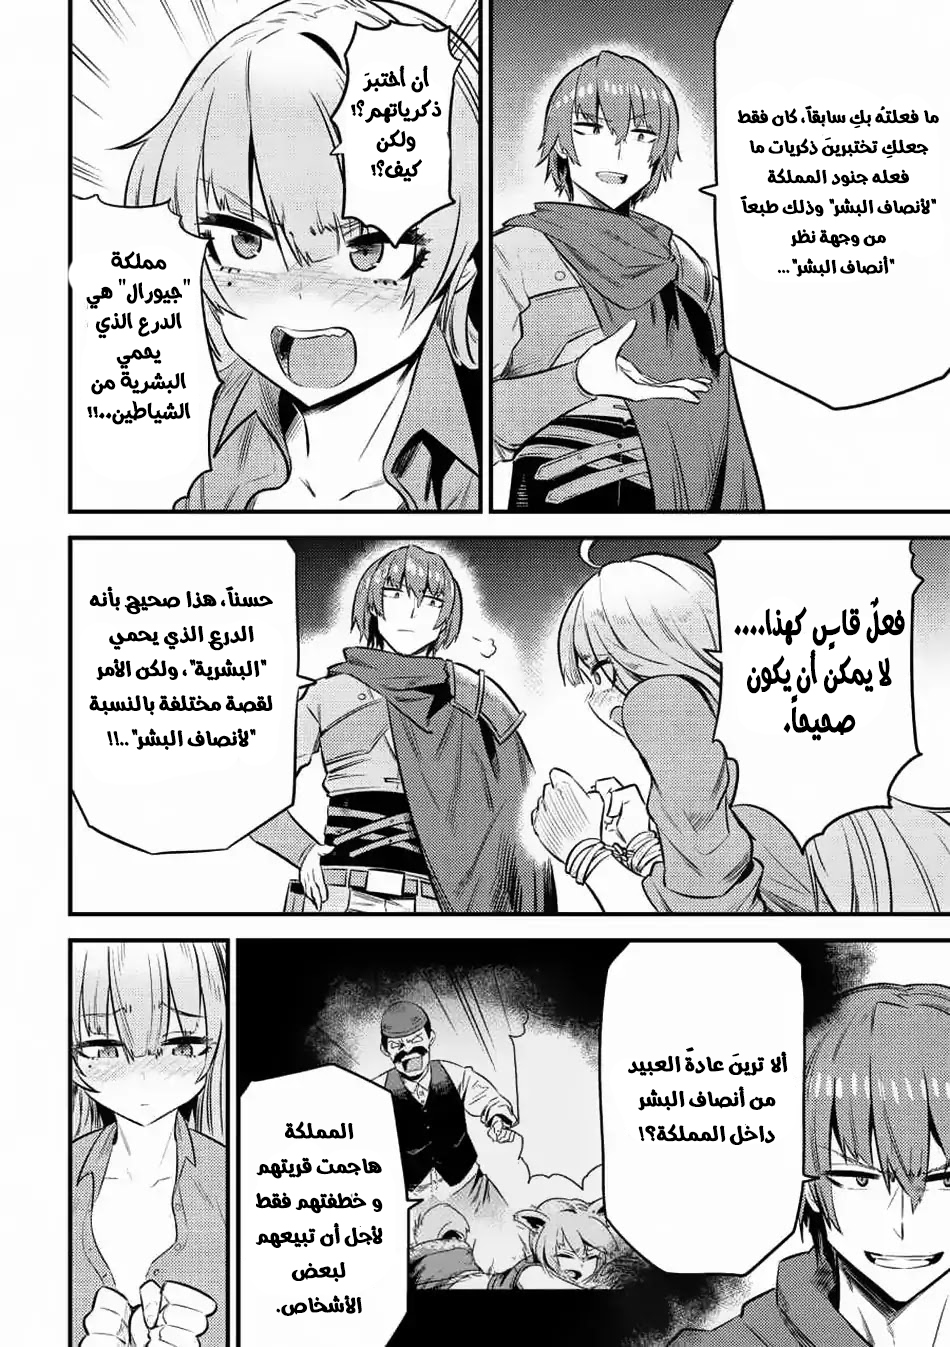 ما فعلتهُ بكِ سابقاً، كان فقط
جعلكِ تختبرينَ ذكريات ما
فعله جنود المملكة
"لأنصاف البشر" وذلك طبعاً
من وجهة نظر
"أنصاف البشر"...
أن أختبرَ
ذكرياتهم؟!
ولكن
كيف؟!
مملكة
"جيورال" هي
الدرع الذي
يحمي
البشرية من
الشياطين..!!
فعلٌ قاسٍ كهذا....
لا يمكن أن يكون
صحيحاً.
حسناً، هذا صحيح بأنه
الدرع الذي يحمي
"البشرية"، ولكن الأمر
لقصة مختلفة بالنسبة
"لأنصاف البشر"..!!
ألا ترينَ عادةً العبيد
من أنصاف البشر
داخل المملكة؟!
المملكة
هاجمت قريتهم
و خطفتهم فقط
لأجل أن تبيعهم
لبعض
الأشخاص.